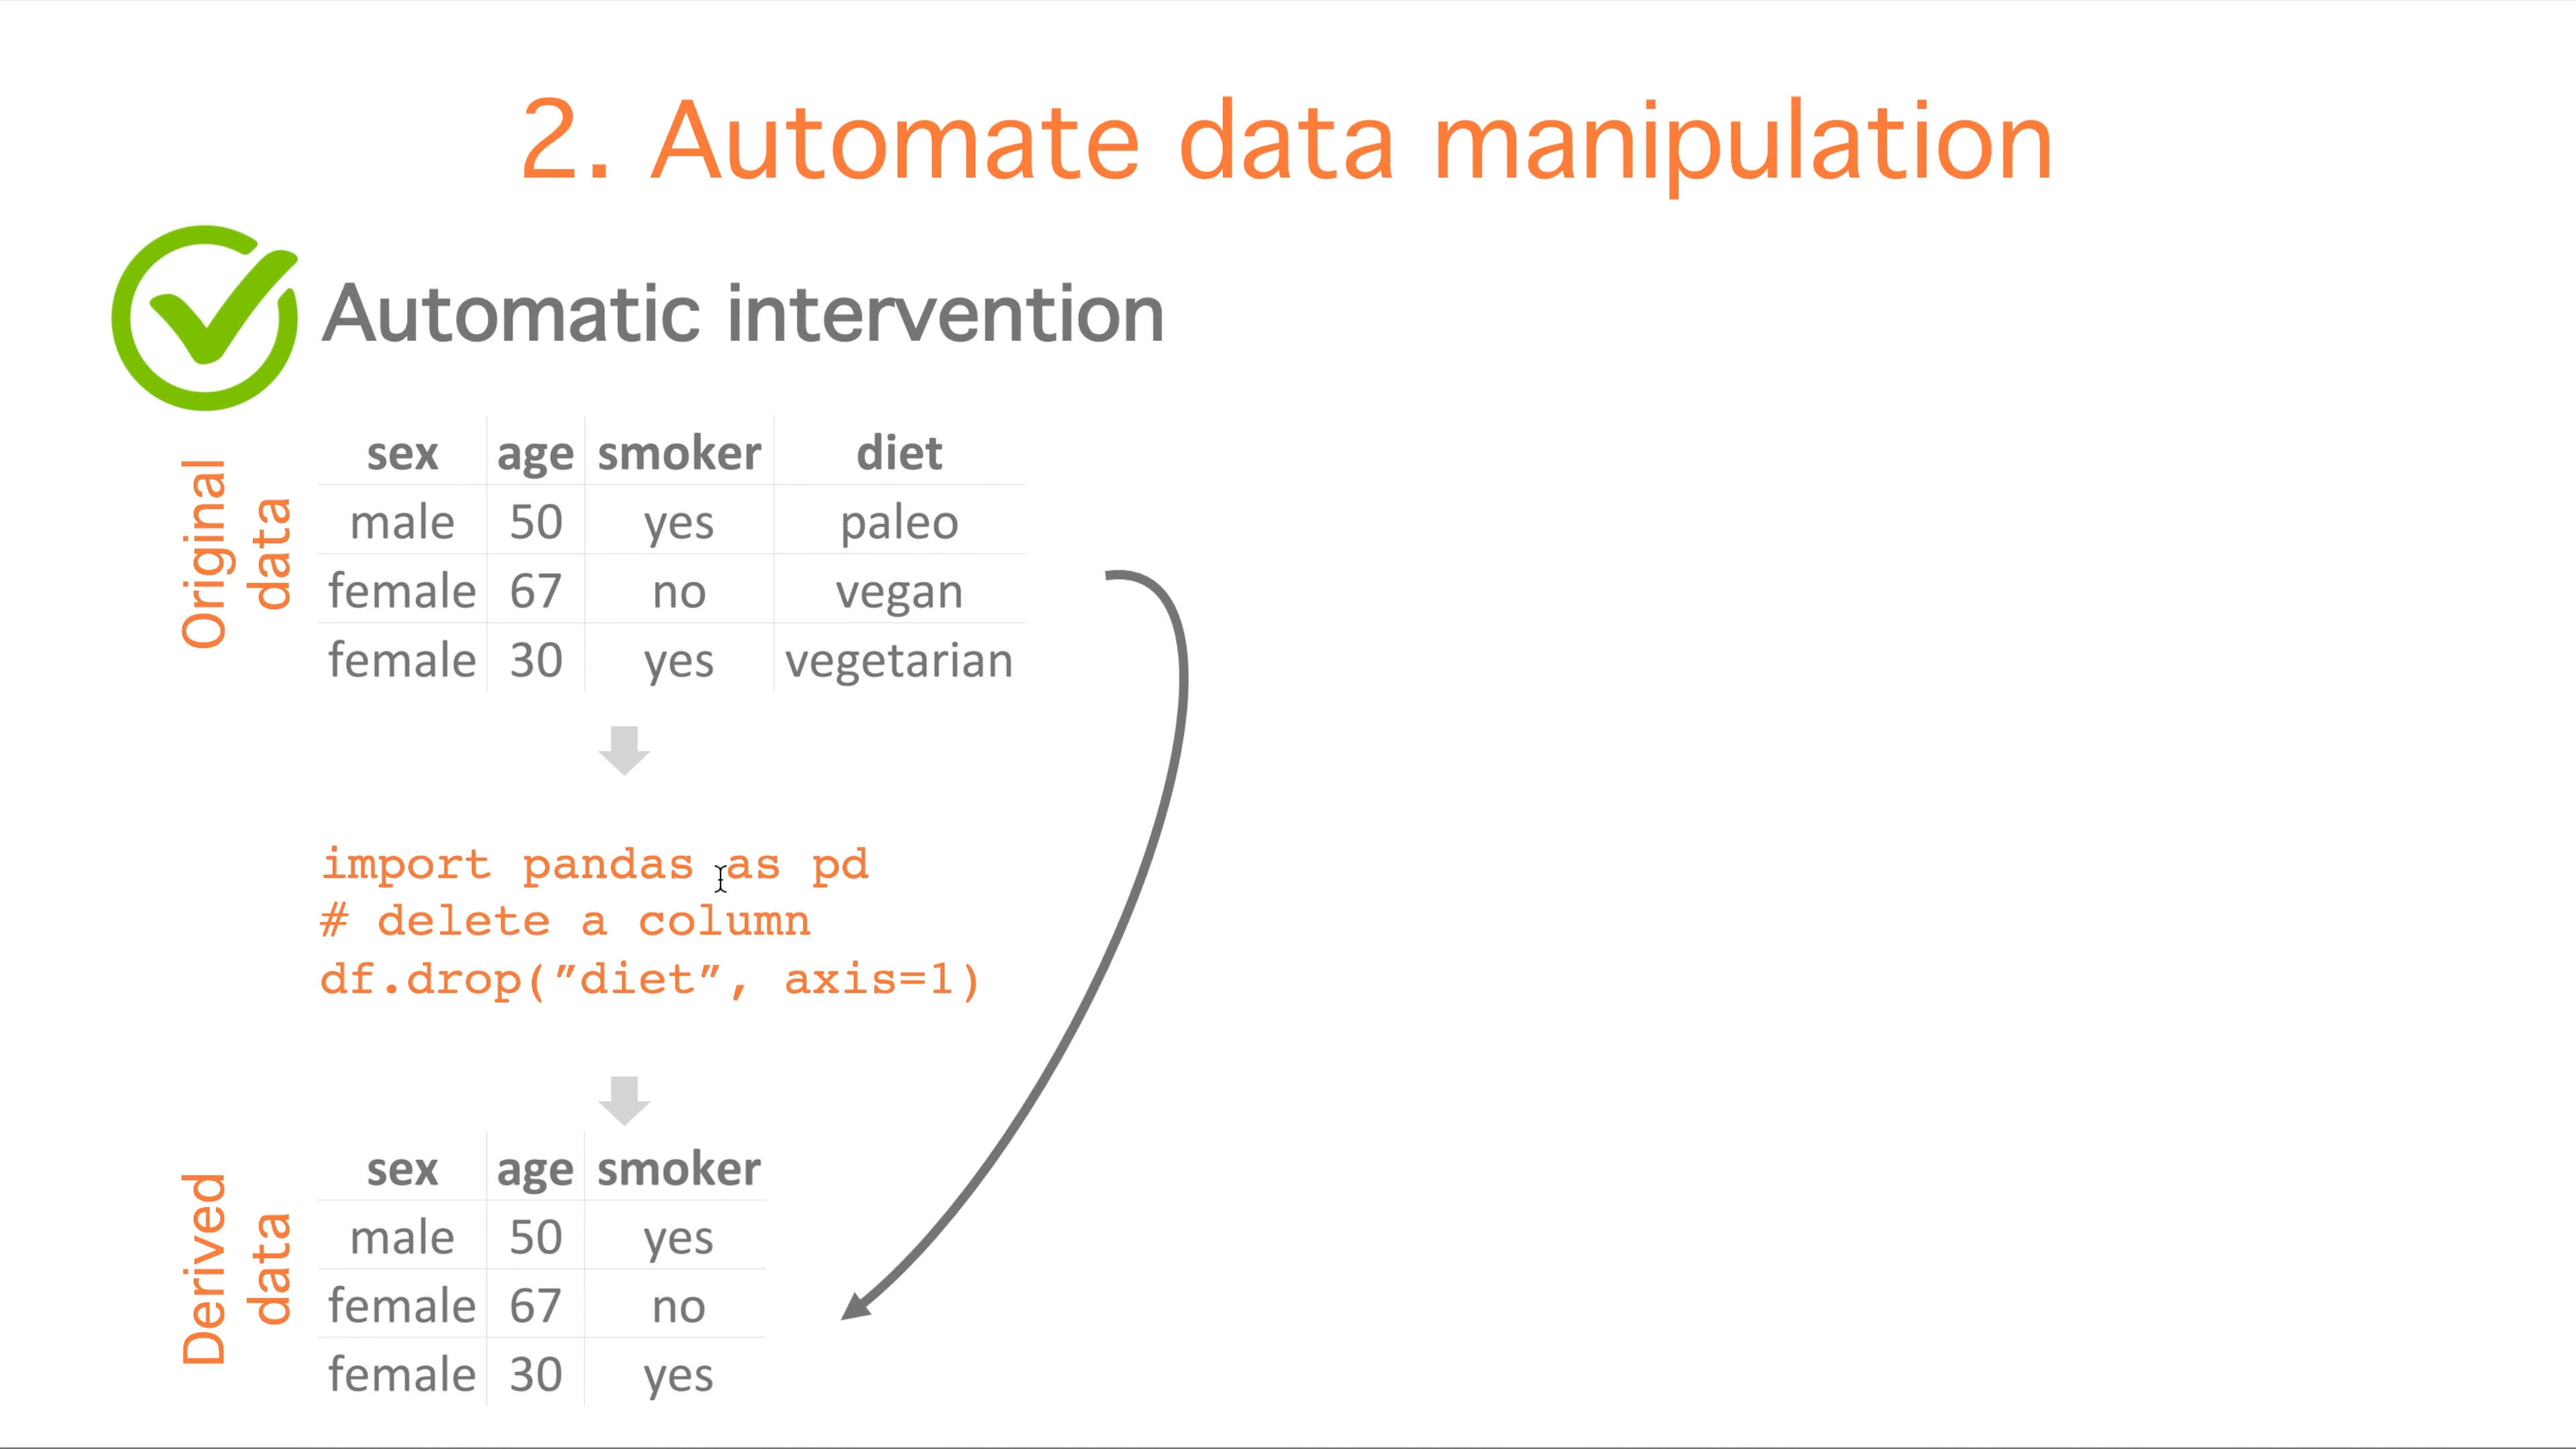 2. Automate data manipulation
Automatic intervention
Original
data
sex age smoker diet
male 50 yes paleo
female 67 no vegan
female 30 yes vegetarian
import pandas as pd
# delete a column
df.drop(”diet”, axis=1)
Derived
data
sex age smoker
male 50 yes
female 67 no
female 30 yes